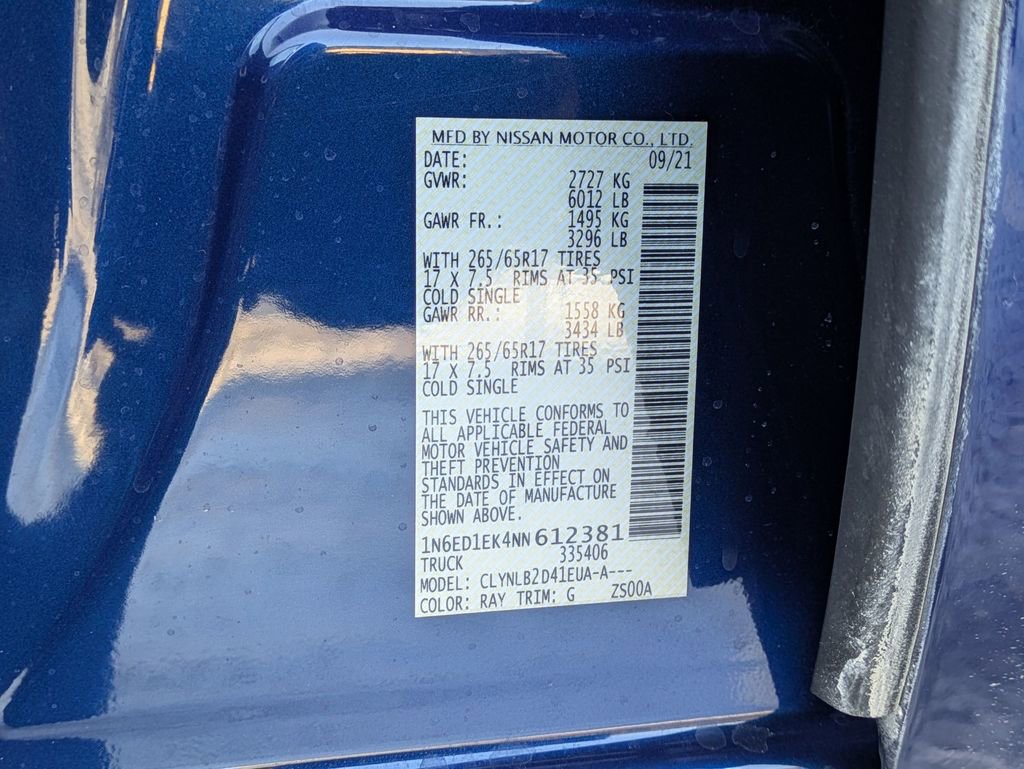 MFD BY NISSAN MOTOR CO., LTD.
DATE: 09/21
GVWR: 2727 KG
6012 LB
GAWR FR.: 1495 KG
3296 LB
WITH 265/65R17 TIRES
17 X 7.5 RIMS AT 35 PSI
COLD SINGLE
GAWR RR.: 1558 KG
3434 LB
WITH 265/65R17 TIRES
17 X 7.5 RIMS AT 35 PSI
COLD SINGLE
THIS VEHICLE CONFORMS TO
ALL APPLICABLE FEDERAL
MOTOR VEHICLE SAFETY AND
THEFT PREVENTION
STANDARDS IN EFFECT ON
THE DATE OF MANUFACTURE
SHOWN ABOVE.
1N6ED1EK4NN612381
TRUCK 335406
MODEL: CLYNLB2D41EUA-A---
COLOR: RAY TRIM: G ZS00A